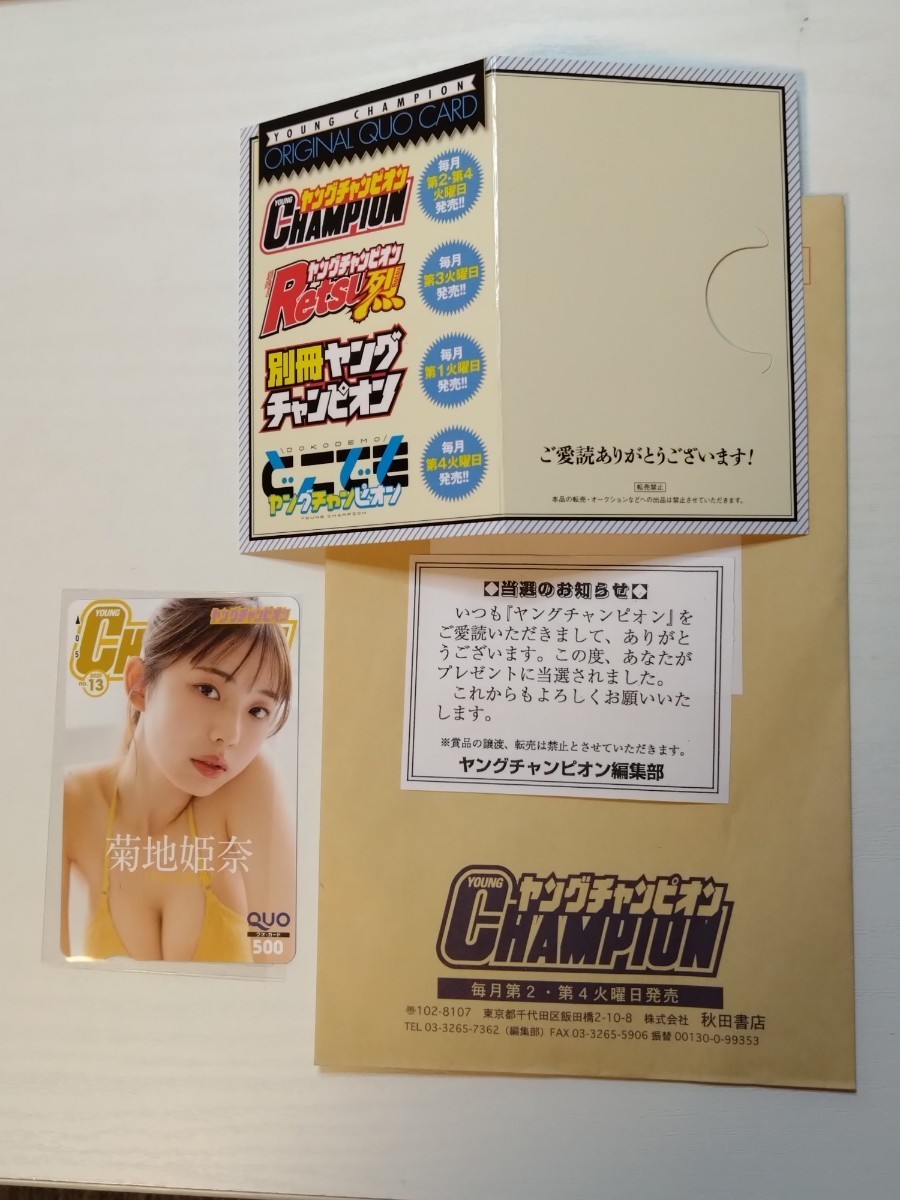 YOUNG CHAMPION
ORIGINAL QUO CARD
ヤングチャンピオン
YOUNG
CHAMPION
毎月
第2・第4
火曜日
発売!!
ヤングチャンピオン
Retsu烈
毎月
第3火曜日
発売!!
別冊ヤング
チャンピオン
毎月
第1火曜日
発売!!
\DOKODEMO/
どこでも
ヤングチャンピオン
YOUNG CHAMPION
毎月
第4火曜日
発売!!
ご愛読ありがとうございます!
転売禁止
本品の転売・オークションなどへの出品は禁止させていただきます。
◆当選のお知らせ◆
いつも『ヤングチャンピオン』を
ご愛読いただきまして、ありがと
うございます。この度、あなたが
プレゼントに当選されました。
これからもよろしくお願いいた
します。
※賞品の譲渡、転売は禁止とさせていただきます。
ヤングチャンピオン編集部
YOUNG
ヤングチャンピオン
CH
no.13
▲
05
菊地姫奈
QUO
クオ・カード
500
YOUNG
ヤングチャンピオン
CHAMPION
毎月第2・第4火曜日発売
〠102-8107 東京都千代田区飯田橋2-10-8 株式会社 秋田書店
TEL 03-3265-7362（編集部）FAX.03-3265-5906 振替 00130-0-99353